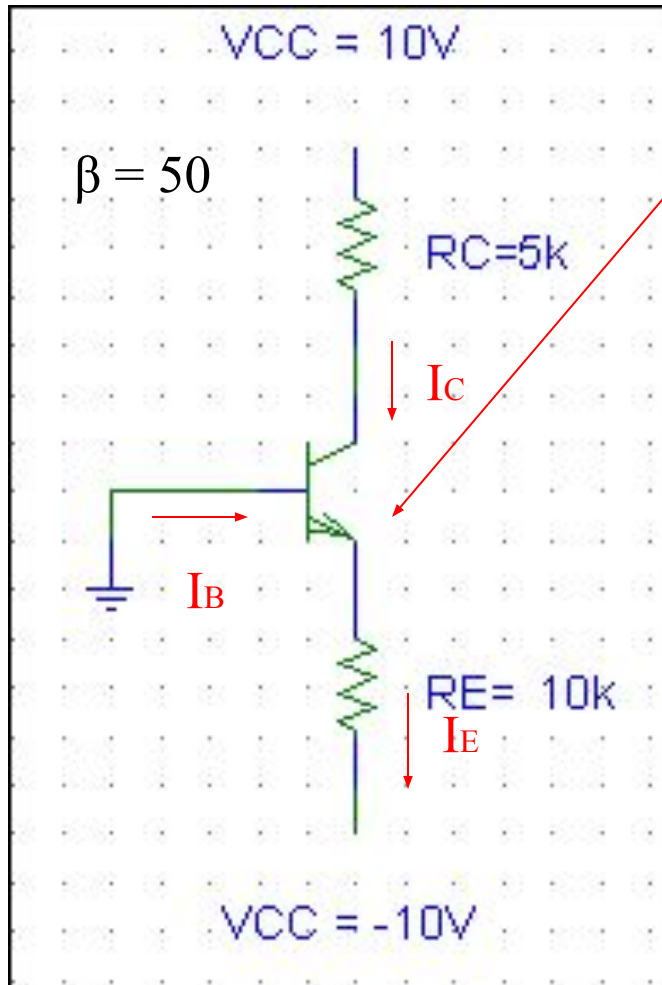 VCC = 10V
β = 50
RC=5k
IC
IB
RE= 10k
IE
VCC = -10V